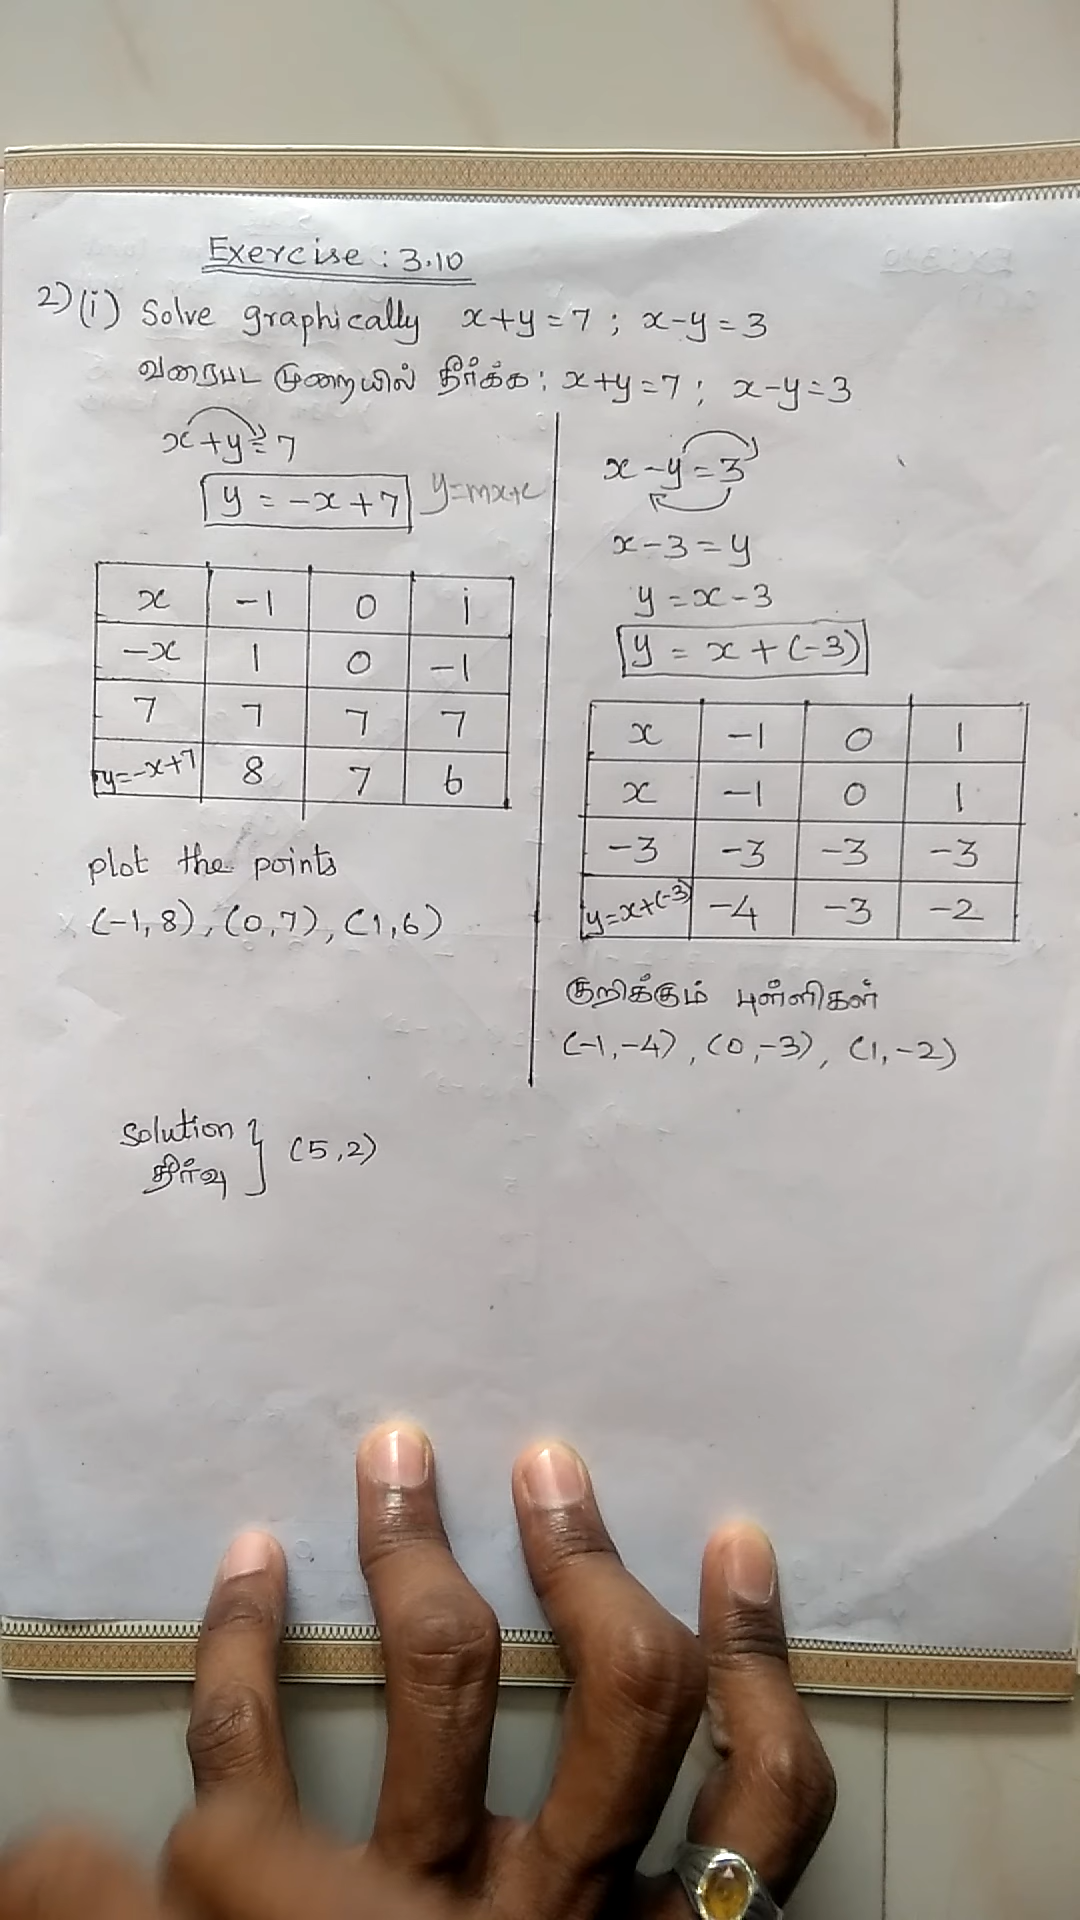 Exercise : 3.10
2) (i) Solve graphically x+y=7 ; x-y=3
வரைபட முறையில் தீர்க்க : x+y=7 ; x-y=3
x+y=7
y = -x+7 y=mx+c
x -1 0 1
-x 1 0 -1
7 7 7 7
y=-x+7 8 7 6
plot the points
(-1,8), (0,7), (1,6)
x-y=3
x-3=y
y=x-3
y = x+(-3)
x -1 0 1
x -1 0 1
-3 -3 -3 -3
y=x+(-3) -4 -3 -2
குறிக்கும் புள்ளிகள்
(-1,-4), (0,-3), (1,-2)
Solution
தீர்வு } (5,2)